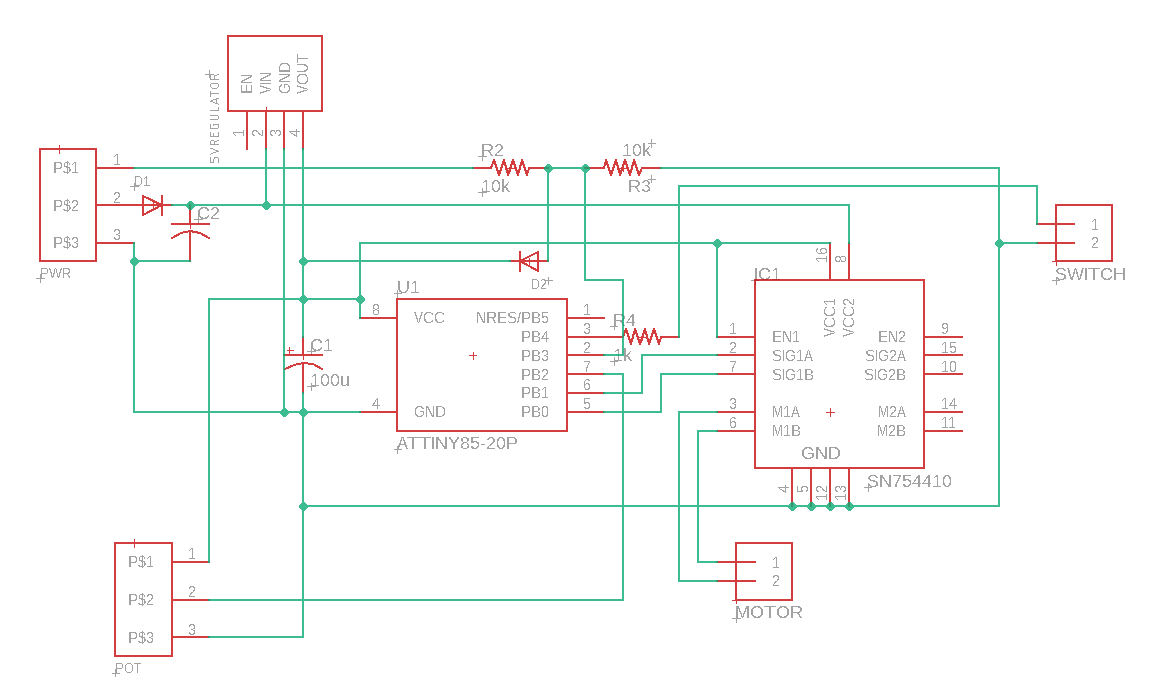 5VREGULATOR
EN
VIN
GND
VOUT
1
2
3
4
P$1
P$2
P$3
1
2
3
PWR
D1
C2
R2
10k
10k
R3
D2
SWITCH
1
2
U1
ATTINY85-20P
8
VCC
4
GND
NRES/PB5
PB4
PB3
PB2
PB1
PB0
1
3
2
7
6
5
R4
1k
C1
100u
IC1
SN754410
16
8
VCC1
VCC2
1
2
7
3
6
EN1
SIG1A
SIG1B
M1A
M1B
EN2
SIG2A
SIG2B
M2A
M2B
9
15
10
14
11
GND
4
5
12
13
P$1
P$2
P$3
1
2
3
POT
1
2
MOTOR